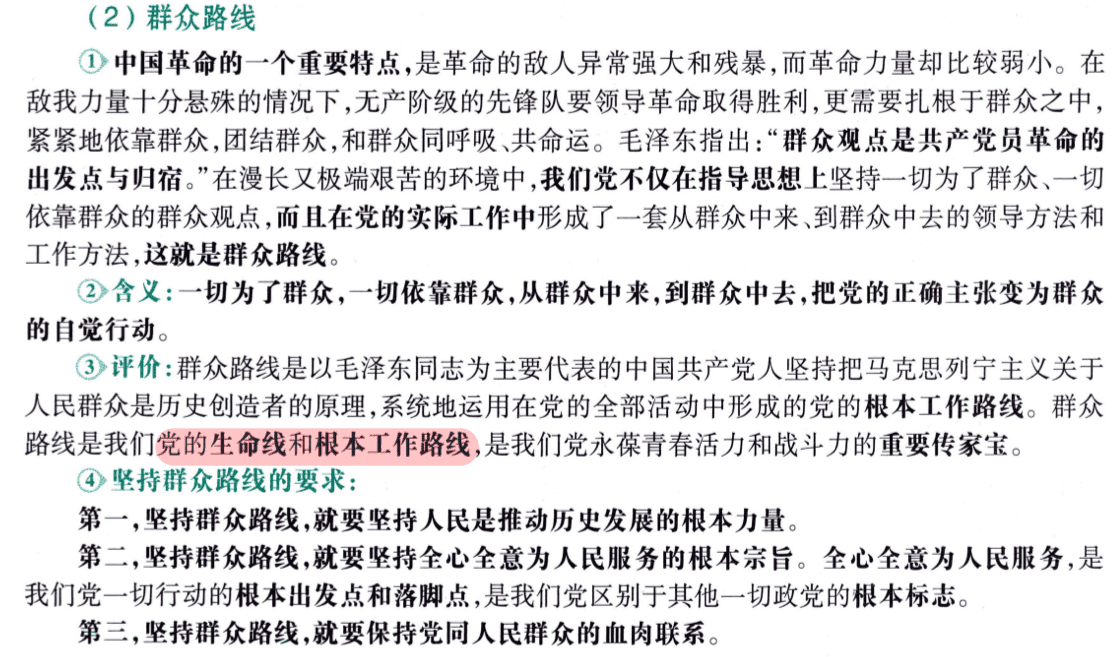 （2）群众路线
①中国革命的一个重要特点，是革命的敌人异常强大和残暴，而革命力量却比较弱小。在
敌我力量十分悬殊的情况下，无产阶级的先锋队要领导革命取得胜利，更需要扎根于群众之中，
紧紧地依靠群众，团结群众，和群众同呼吸、共命运。毛泽东指出：“群众观点是共产党员革命的
出发点与归宿。”在漫长又极端艰苦的环境中，我们党不仅在指导思想上坚持一切为了群众、一切
依靠群众的群众观点，而且在党的实际工作中形成了一套从群众中来、到群众中去的领导方法和
工作方法，这就是群众路线。
②含义：一切为了群众，一切依靠群众，从群众中来，到群众中去，把党的正确主张变为群众
的自觉行动。
③评价：群众路线是以毛泽东同志为主要代表的中国共产党人坚持把马克思列宁主义关于
人民群众是历史创造者的原理，系统地运用在党的全部活动中形成的党的根本工作路线。群众
路线是我们党的生命线和根本工作路线，是我们党永葆青春活力和战斗力的重要传家宝。
④坚持群众路线的要求：
第一，坚持群众路线，就要坚持人民是推动历史发展的根本力量。
第二，坚持群众路线，就要坚持全心全意为人民服务的根本宗旨。全心全意为人民服务，是
我们党一切行动的根本出发点和落脚点，是我们党区别于其他一切政党的根本标志。
第三，坚持群众路线，就要保持党同人民群众的血肉联系。